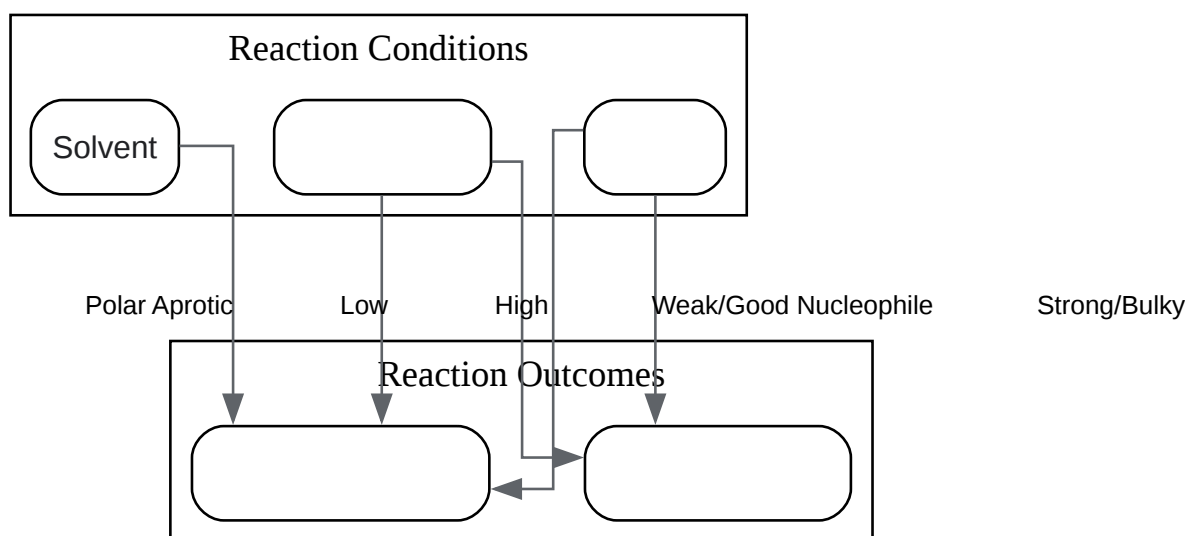 Reaction Conditions
Solvent
Polar Aprotic
Low
High
Weak/Good Nucleophile
Strong/Bulky
Reaction Outcomes